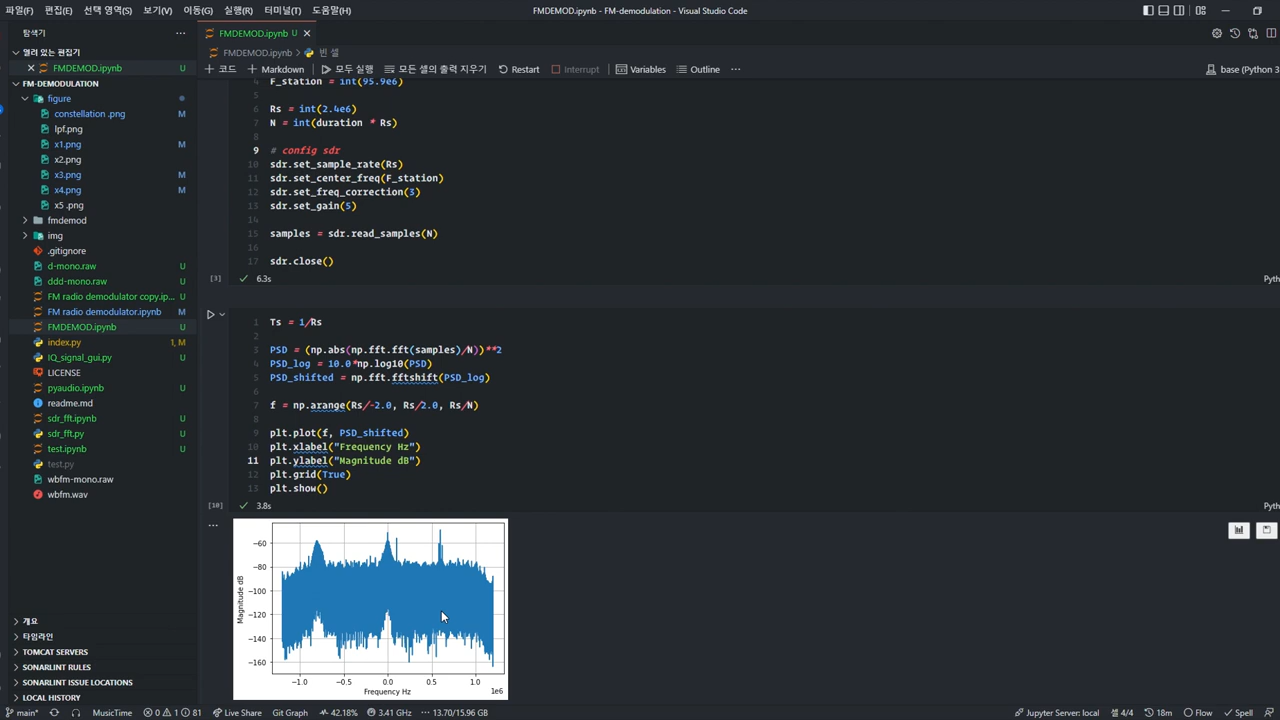 파일(F) 편집(E) 선택 영역(S) 보기(V) 이동(G) 실행(R) 터미널(T) 도움말(H)
FMDEMOD.ipynb - FM-demodulation - Visual Studio Code
탐색기
열려 있는 편집기
FMDEMOD.ipynb U
FM-DEMODULATION
figure
constellation .png M
lpf.png
x1.png M
x2.png
x3.png M
x4.png M
x5 .png
fmdemod
img
.gitignore
d-mono.raw U
ddd-mono.raw U
FM radio demodulator copy.ip... U
FM radio demodulator.ipynb M
FMDEMOD.ipynb U
index.py 1, M
IQ_signal_gui.py U
LICENSE
pyaudio.ipynb U
readme.md
sdr_fft.ipynb U
sdr_fft.py U
test.ipynb U
test.py
wbfm-mono.raw
wbfm.wav
개요
타임라인
TOMCAT SERVERS
SONARLINT RULES
SONARLINT ISSUE LOCATIONS
LOCAL HISTORY
FMDEMOD.ipynb U
FMDEMOD.ipynb > 빈 셀
+ 코드 + Markdown 모두 실행 모든 셀의 출력 지우기 Restart Interrupt Variables Outline ...
base (Python 3
4 F_station = int(95.9e6)
5
6 Rs = int(2.4e6)
7 N = int(duration * Rs)
8
9 # config sdr
10 sdr.set_sample_rate(Rs)
11 sdr.set_center_freq(F_station)
12 sdr.set_freq_correction(3)
13 sdr.set_gain(5)
14
15 samples = sdr.read_samples(N)
16
17 sdr.close()
[3] 6.3s
Pyth
1 Ts = 1/Rs
2
3 PSD = (np.abs(np.fft.fft(samples)/N))**2
4 PSD_log = 10.0*np.log10(PSD)
5 PSD_shifted = np.fft.fftshift(PSD_log)
6
7 f = np.arange(Rs/-2.0, Rs/2.0, Rs/N)
8
9 plt.plot(f, PSD_shifted)
10 plt.xlabel("Frequency Hz")
11 plt.ylabel("Magnitude dB")
12 plt.grid(True)
13 plt.show()
[10] 3.8s
Pyth
...
Magnitude dB
−60
−80
−100
−120
−140
−160
−1.0 −0.5 0.0 0.5 1.0
1e6
Frequency Hz
main* MusicTime 0 1 81 Live Share Git Graph 42.18% 3.41 GHz 13.70/15.96 GB
Jupyter Server: local 셀 4/4 18m Flow Spell